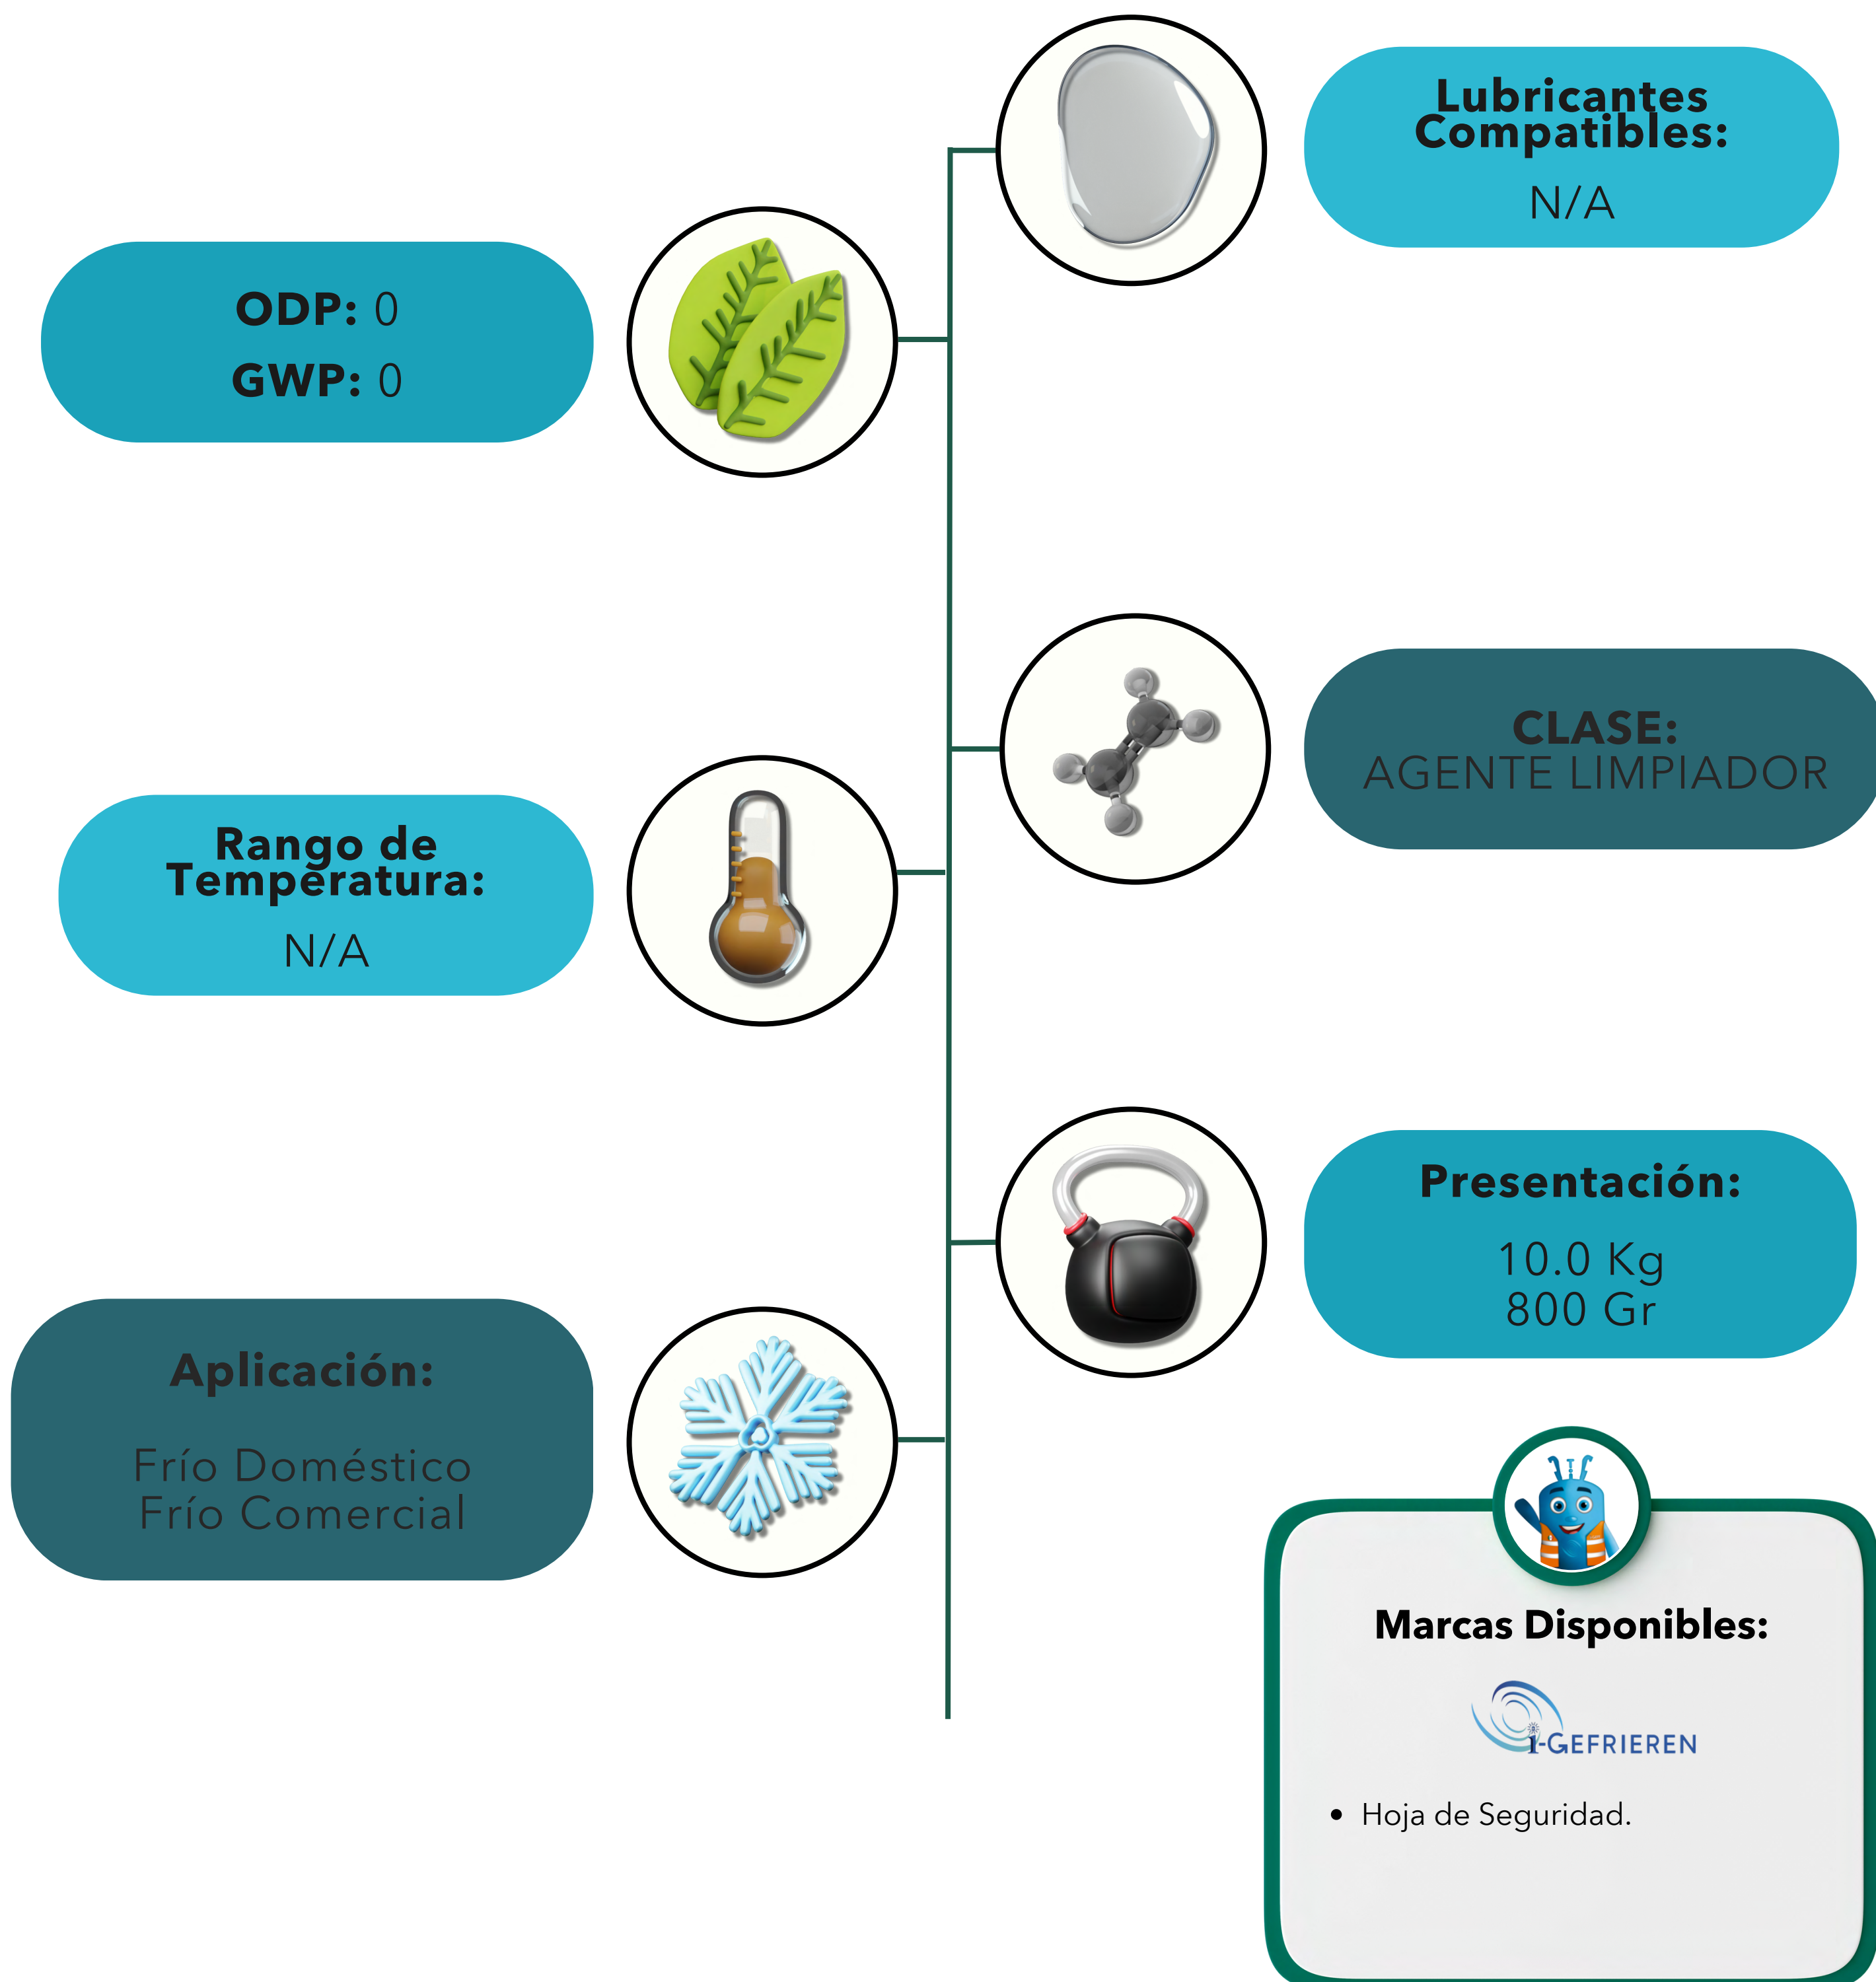 Lubricantes
Compatibles:
N/A
ODP: 0
GWP: 0
CLASE:
AGENTE LIMPIADOR
Rango de
Temperatura:
N/A
Presentación:
10.0 Kg
800 Gr
Aplicación:
Frío Doméstico
Frío Comercial
Marcas Disponibles:
i-GEFRIEREN
• Hoja de Seguridad.